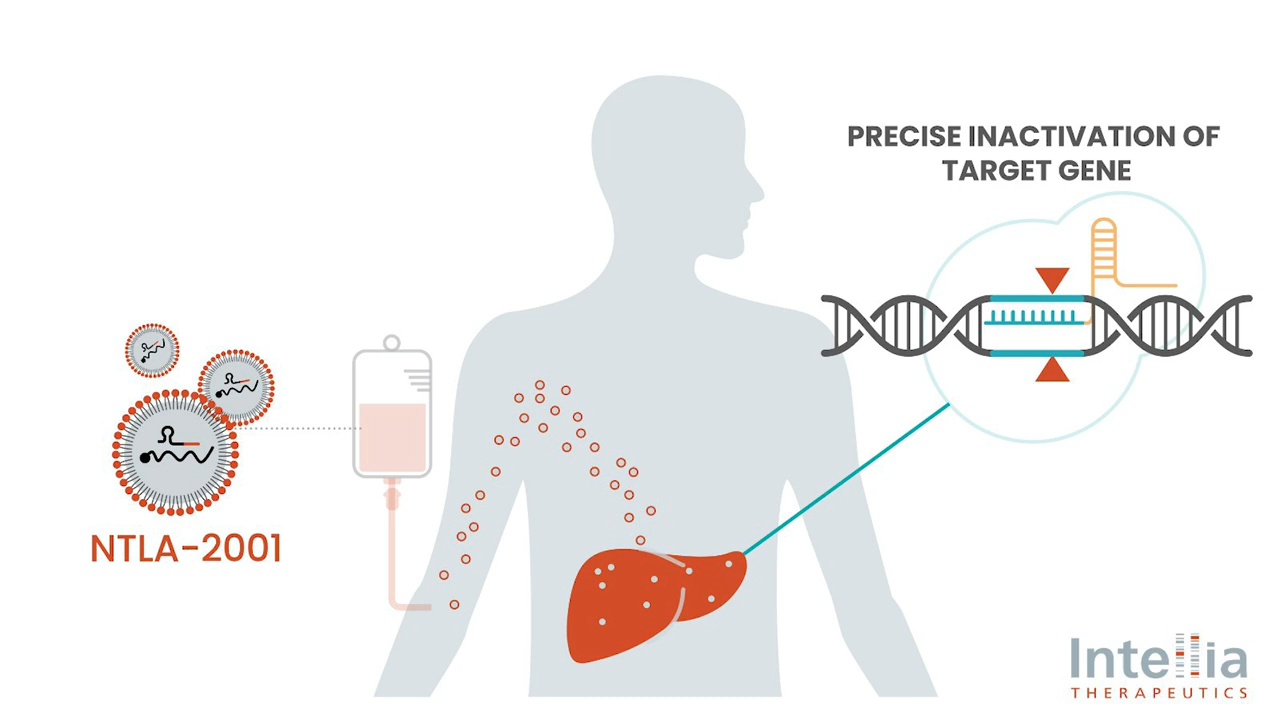 PRECISE INACTIVATION OF
TARGET GENE
NTLA-2001
Intellia
THERAPEUTICS